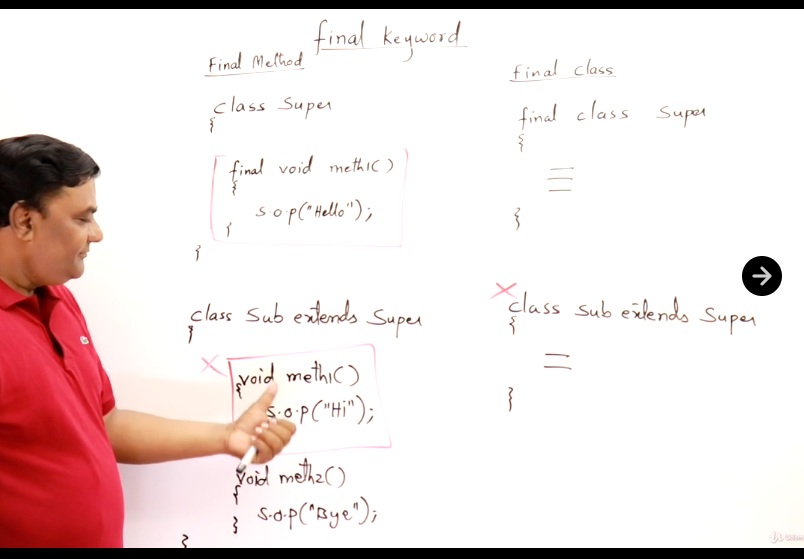 final keyword
Final Method
class Super
{
final void meth1()
{
s.o.p("Hello");
}
}
class Sub extends Super
{
void meth1()
{
s.o.p("Hi");
void meth2()
{
s.o.p("Bye");
}
}
Final class
final class Super
{
}
class Sub extends Super
{
}